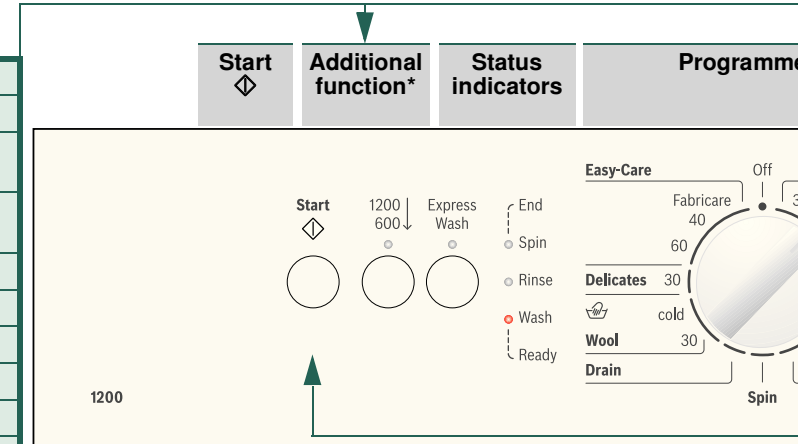 Start
Additional
function*
Status
indicators
Programme
Easy-Care
Off
Fabricare
40
60
Delicates 30
cold
Wool 30
Drain
Spin
Start
1200
600
Express
Wash
End
Spin
Rinse
Wash
Ready
1200